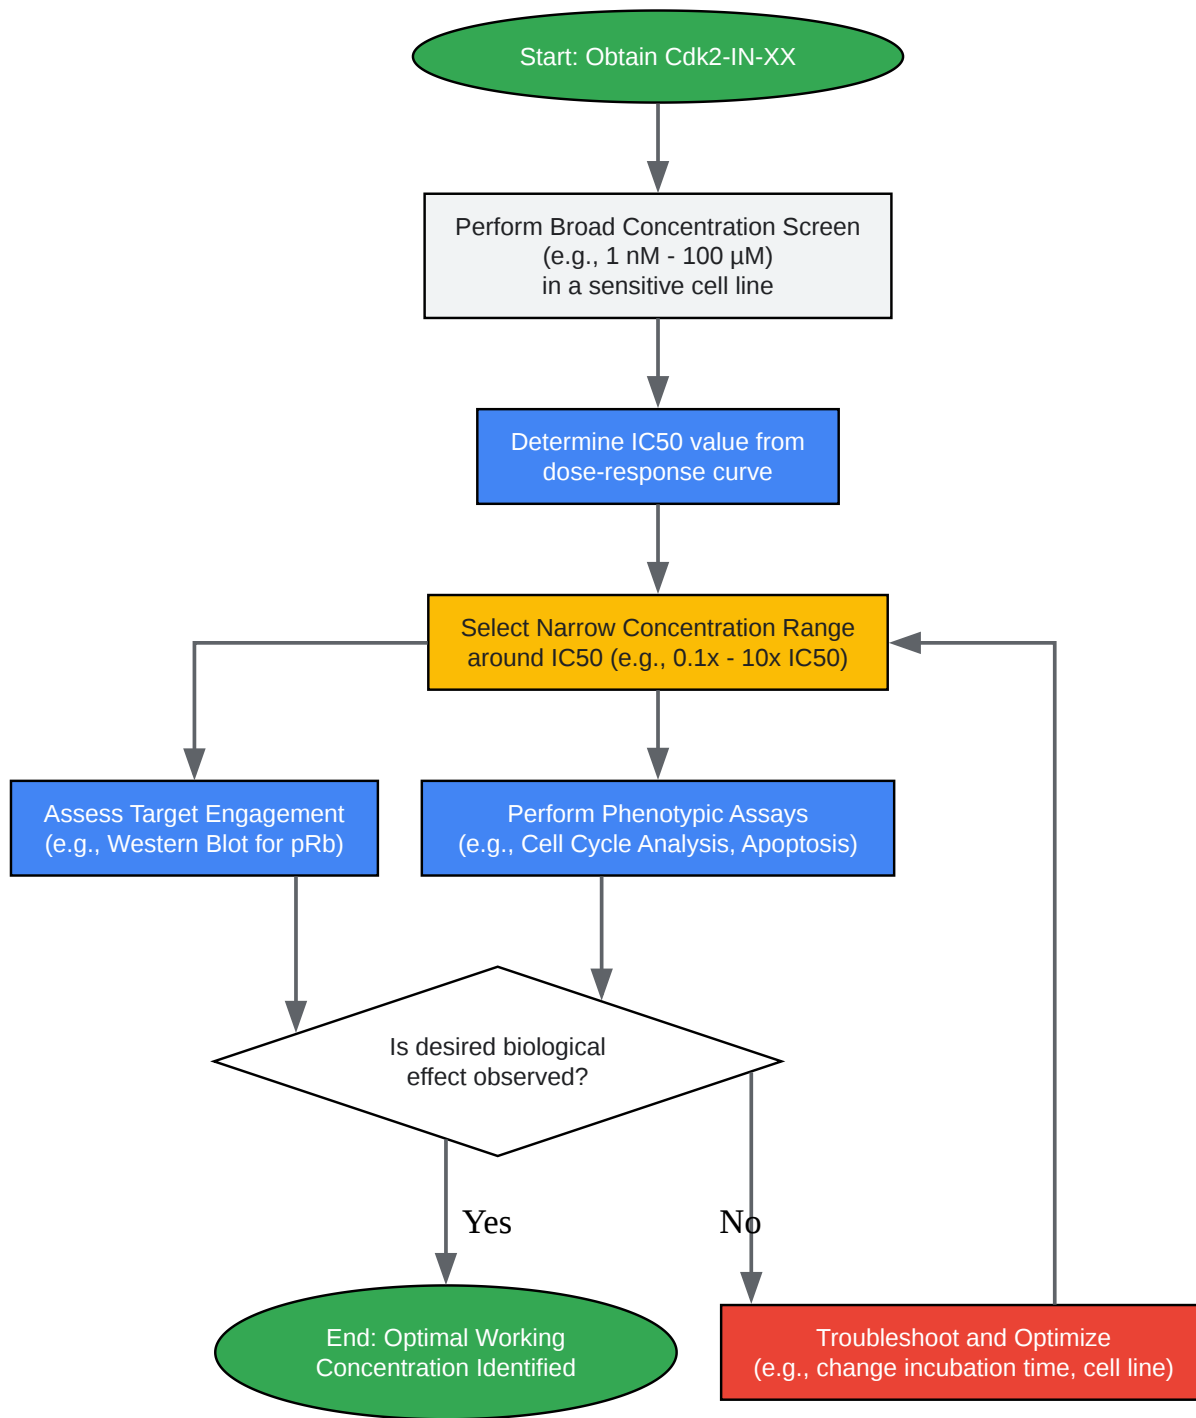 Start: Obtain Cdk2-IN-XX
Perform Broad Concentration Screen
(e.g., 1 nM - 100 µM)
in a sensitive cell line
Determine IC50 value from
dose-response curve
Select Narrow Concentration Range
around IC50 (e.g., 0.1x - 10x IC50)
Assess Target Engagement
(e.g., Western Blot for pRb)
Perform Phenotypic Assays
(e.g., Cell Cycle Analysis, Apoptosis)
Is desired biological
effect observed?
Yes
No
End: Optimal Working
Concentration Identified
Troubleshoot and Optimize
(e.g., change incubation time, cell line)